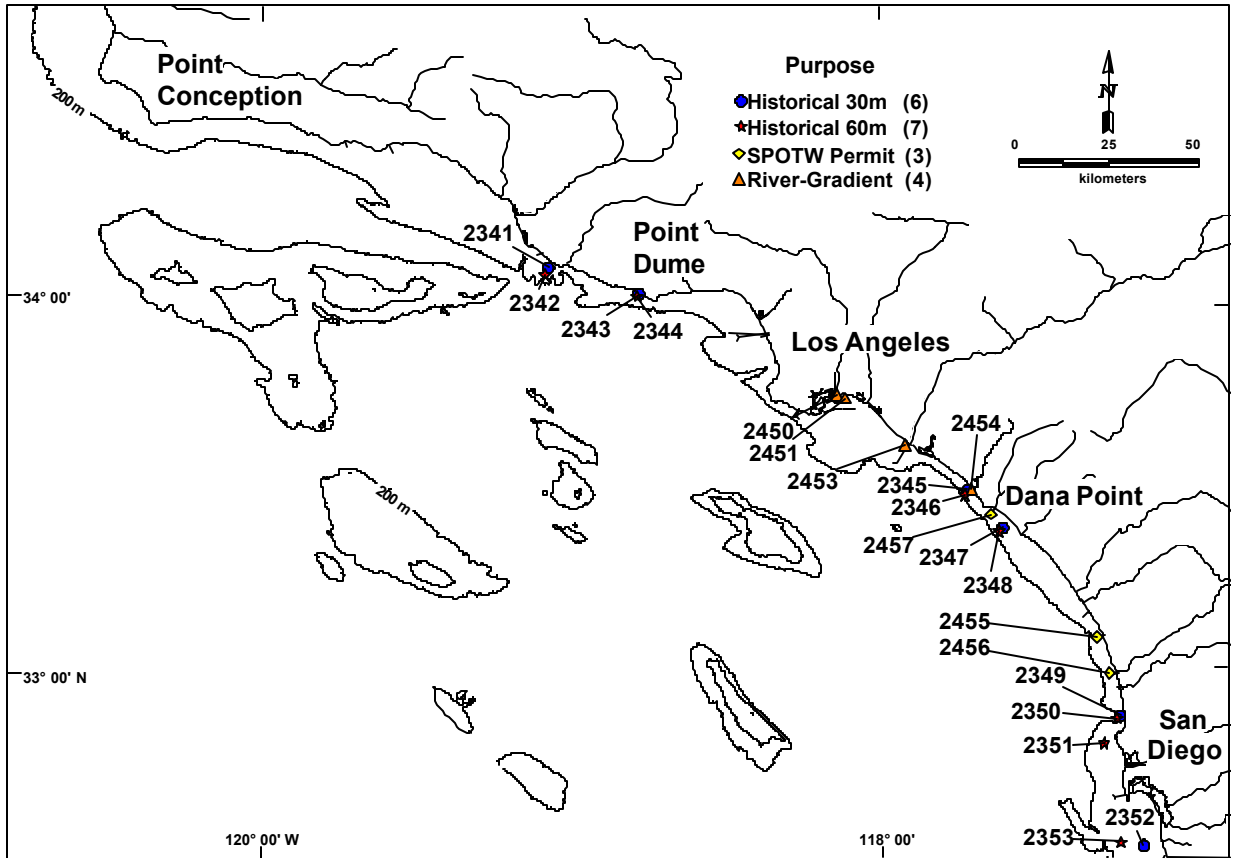 Point
Conception
200 m
Purpose
Historical 30m (6)
Historical 60m (7)
SPOTW Permit (3)
River-Gradient (4)
N
0 25 50
kilometers
2341
2342
Point
Dume
34° 00'
2343
2344
Los Angeles
2450
2451
2453
2454
2345
2346
Dana Point
200 m
2457
2347
2348
2455
2456
33° 00' N
2349
2350
2351
San
Diego
2352
2353
120° 00' W
118° 00'